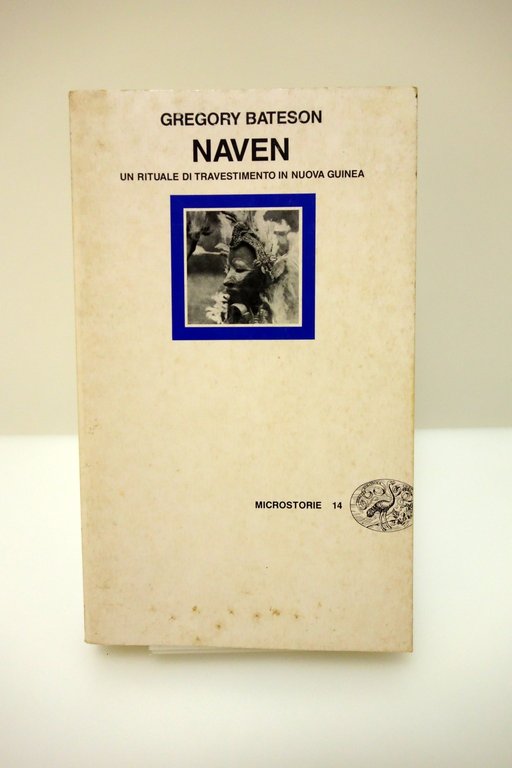 GREGORY BATESON
NAVEN
UN RITUALE DI TRAVESTIMENTO IN NUOVA GUINEA
MICROSTORIE 14